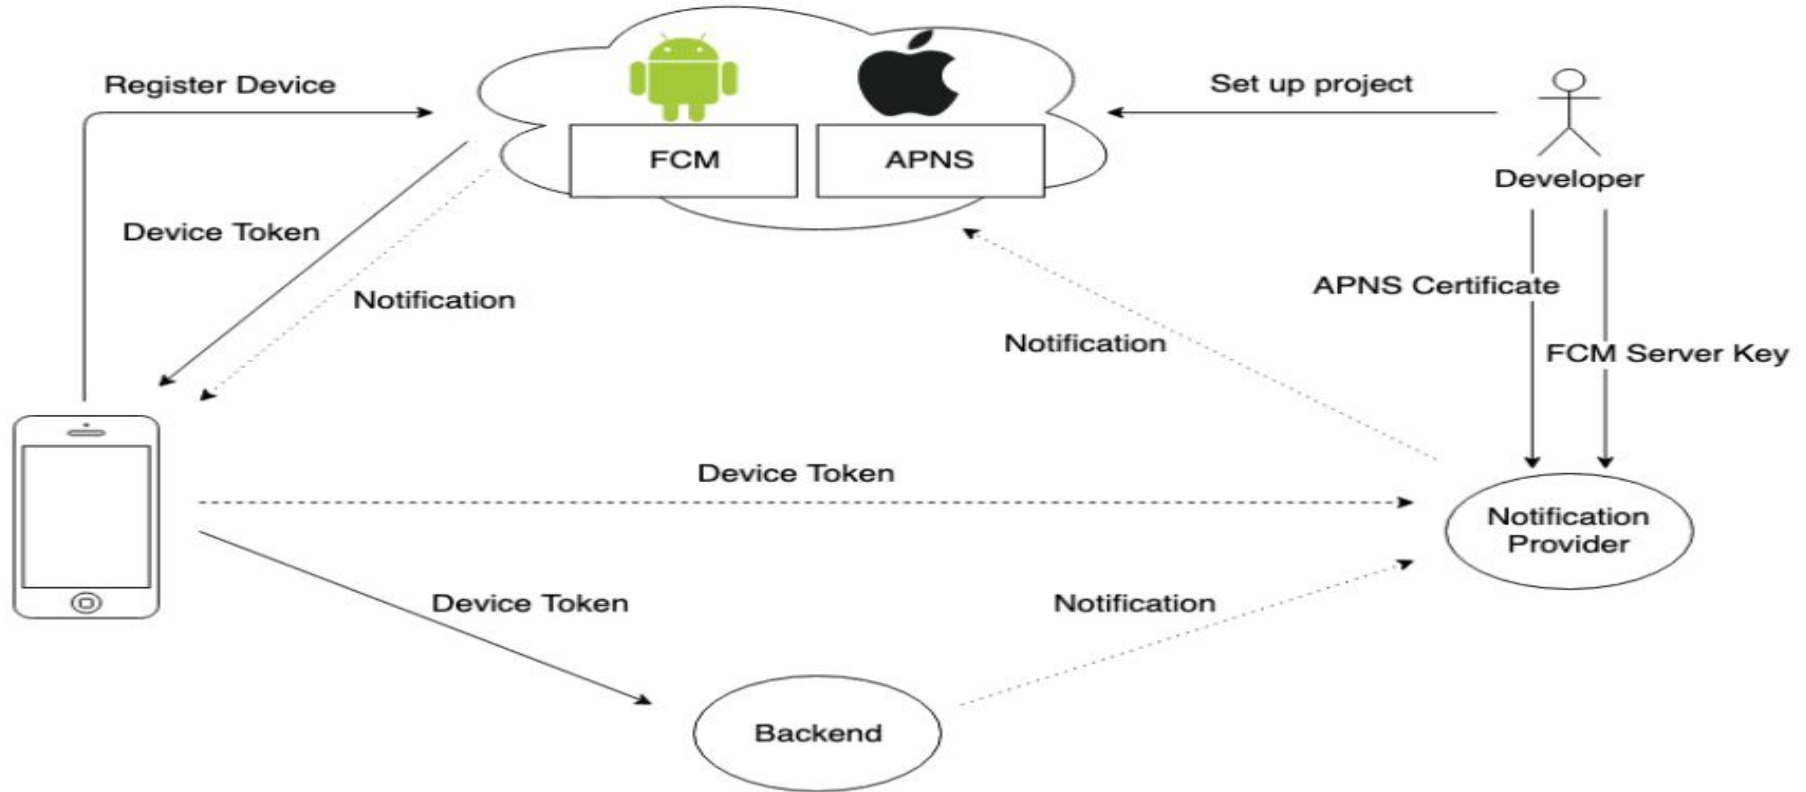 Register Device
Set up project
FCM
APNS
Developer
Device Token
Notification
APNS Certificate
Notification
FCM Server Key
Device Token
Notification
Provider
Device Token
Notification
Backend